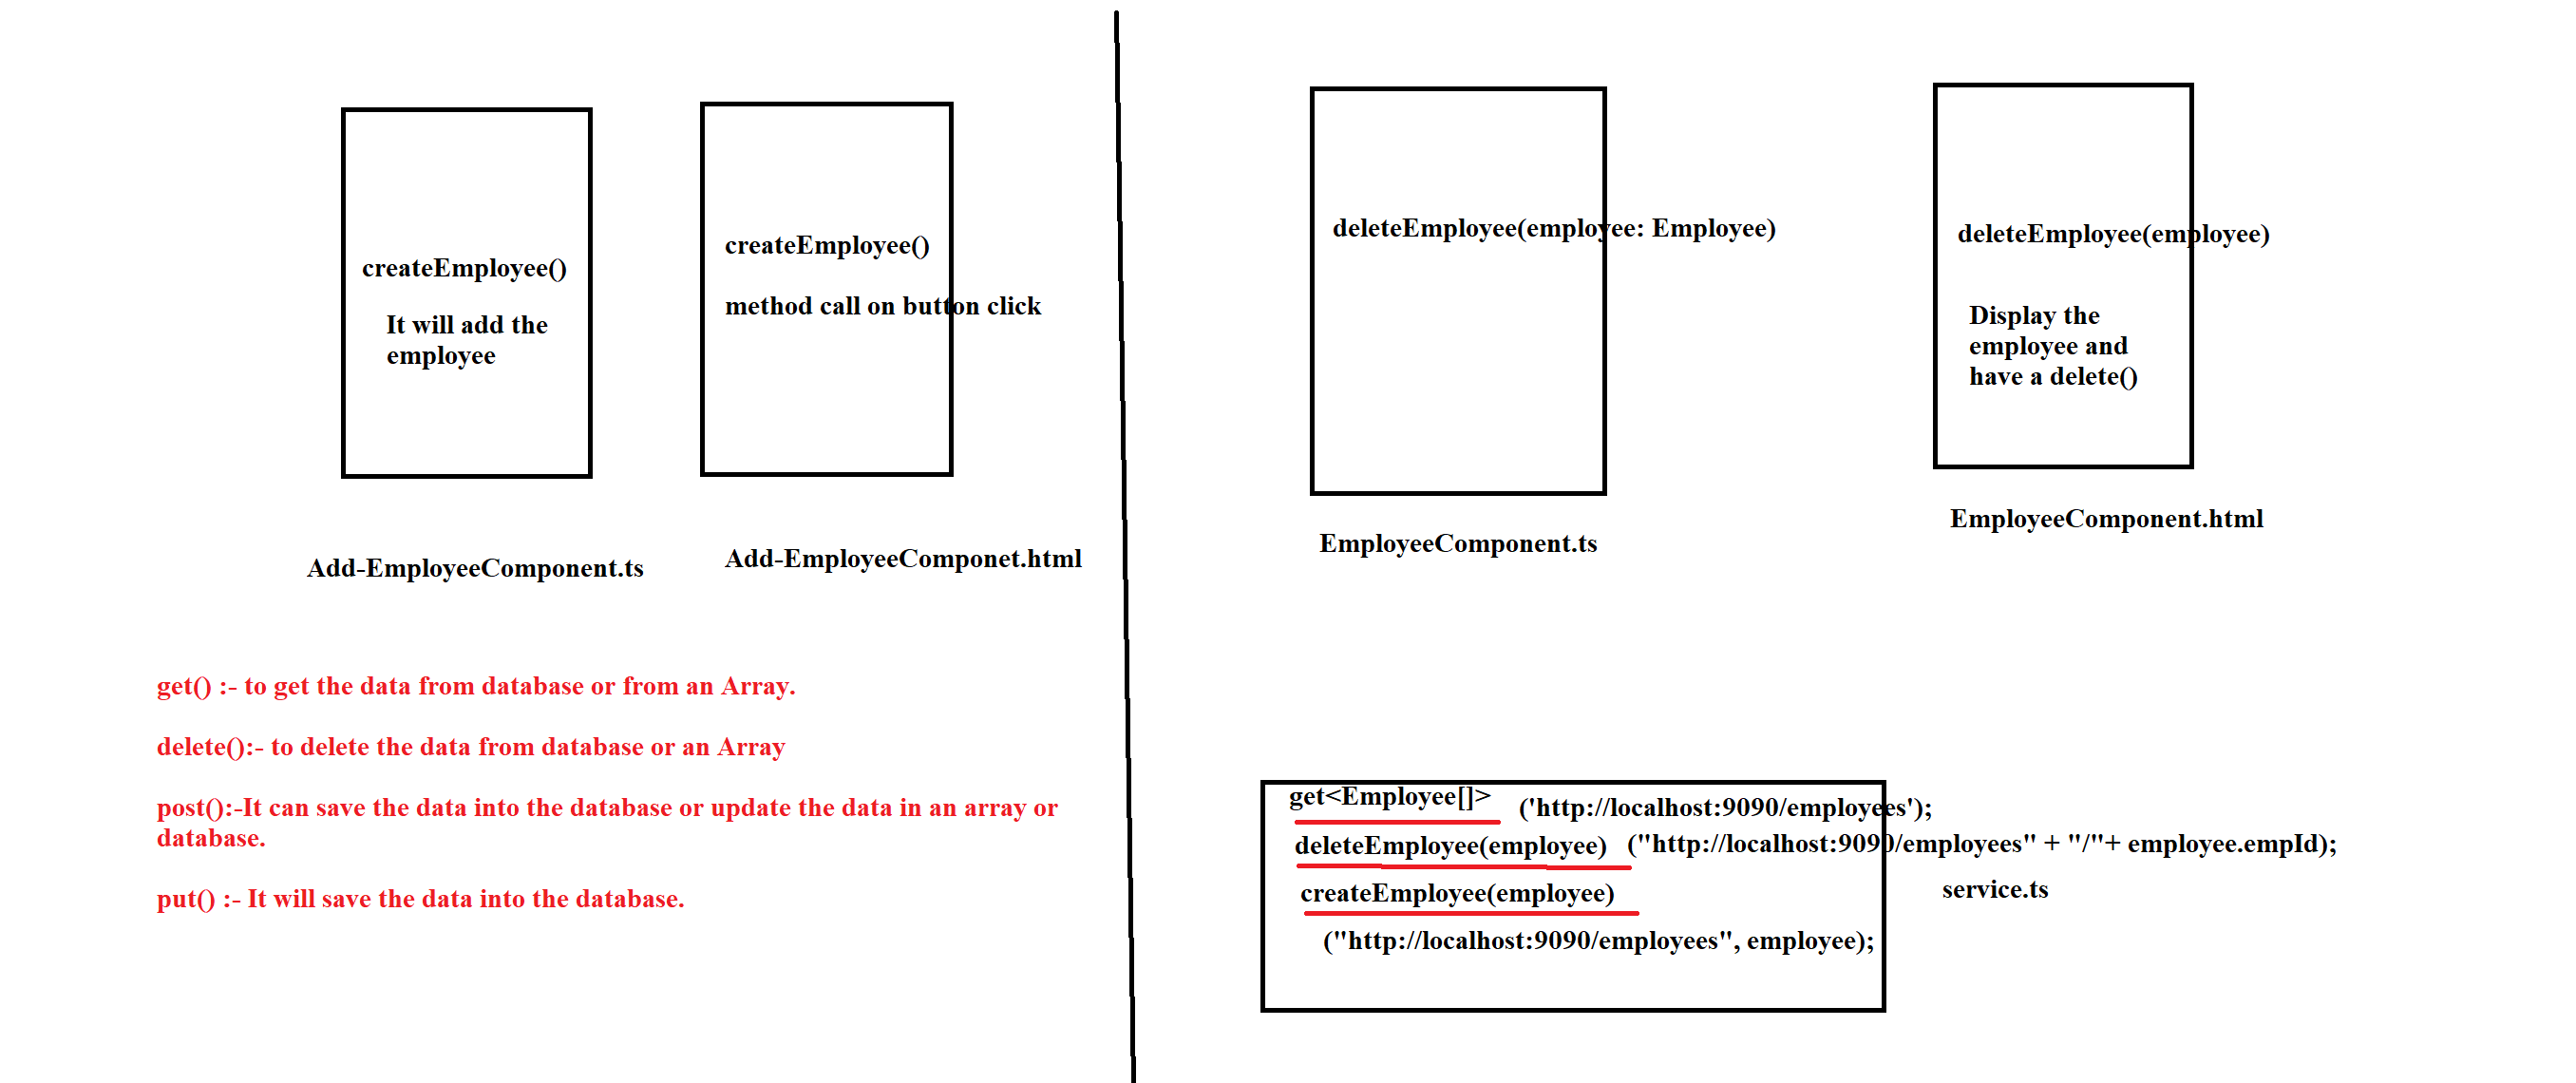 createEmployee()
It will add the
employee
Add-EmployeeComponent.ts
createEmployee()
method call on button click
Add-EmployeeComponet.html
get() :- to get the data from database or from an Array.
delete():- to delete the data from database or an Array
post():-It can save the data into the database or update the data in an array or
database.
put() :- It will save the data into the database.
deleteEmployee(employee: Employee)
EmployeeComponent.ts
deleteEmployee(employee)
Display the
employee and
have a delete()
EmployeeComponent.html
get<Employee[]> ('http://localhost:9090/employees');
deleteEmployee(employee) ("http://localhost:9090/employees" + "/"+ employee.empId);
createEmployee(employee)
("http://localhost:9090/employees", employee);
service.ts